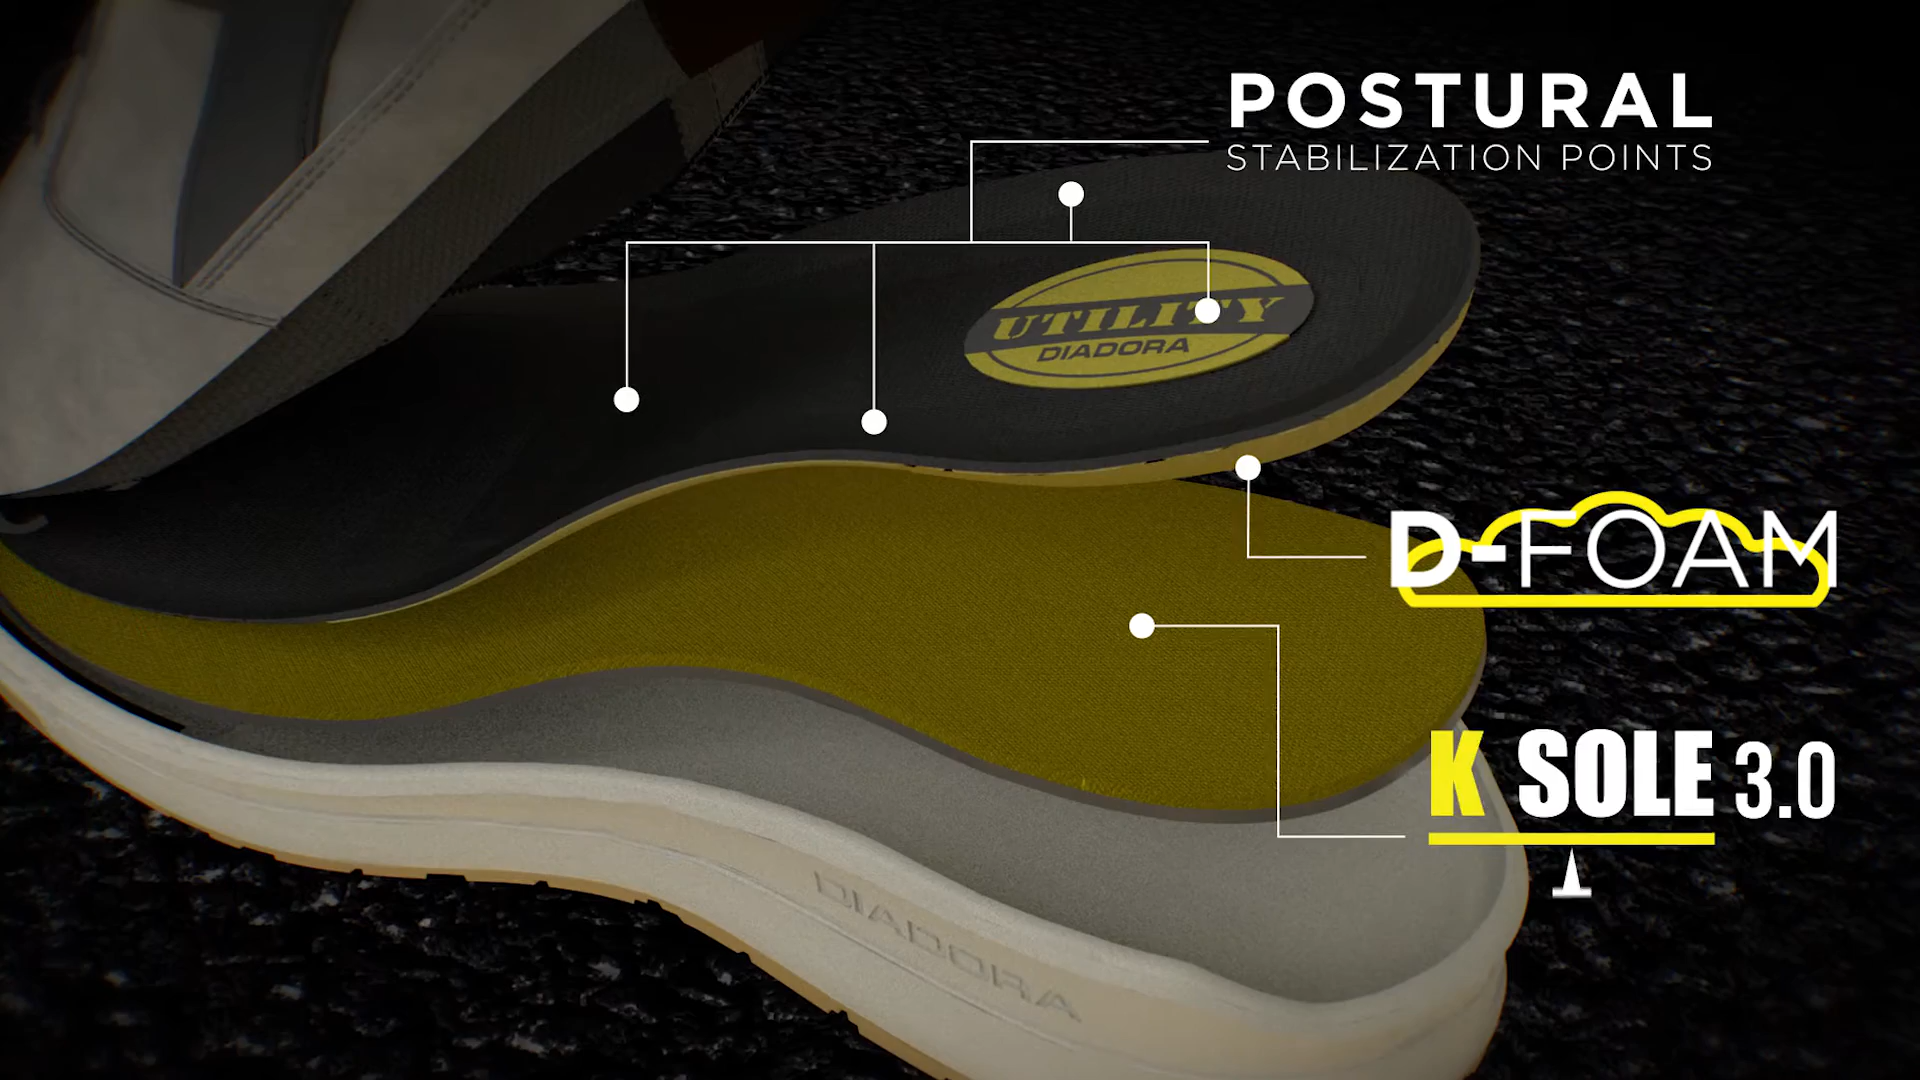 POSTURAL
STABILIZATION POINTS
UTILITY
DIADORA
D-FOAM
K SOLE 3.0
DIADORA